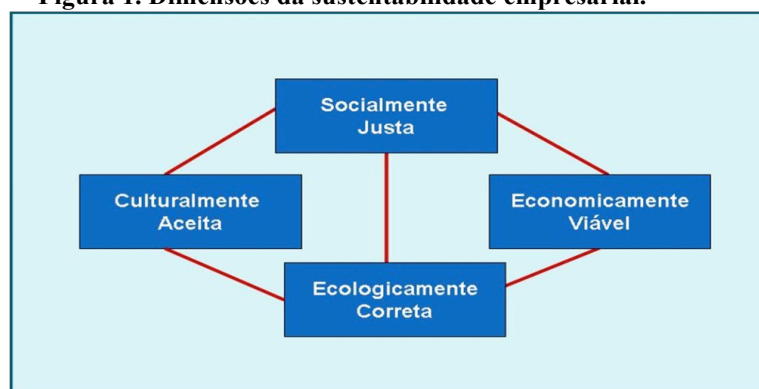 Figura 1. Dimensões da sustentabilidade empresarial.
Socialmente
Justa
Culturalmente
Aceita
Economicamente
Viável
Ecologicamente
Correta